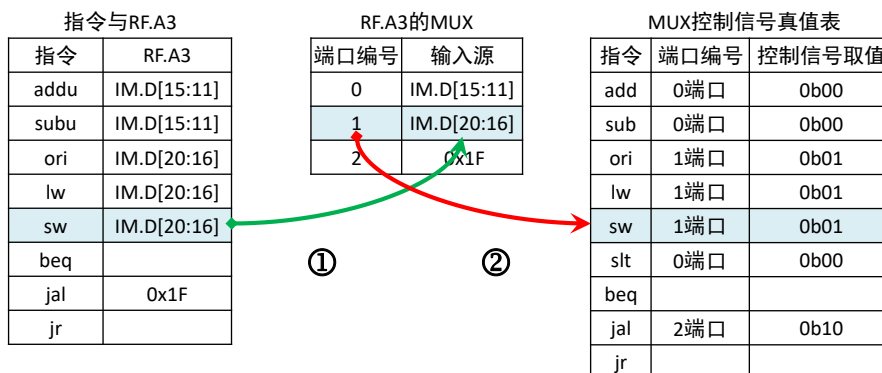 指令与RF.A3
指令 RF.A3
addu IM.D[15:11]
subu IM.D[15:11]
ori IM.D[20:16]
lw IM.D[20:16]
sw IM.D[20:16]
beq
jal 0x1F
jr
RF.A3的MUX
端口编号 输入源
0 IM.D[15:11]
1 IM.D[20:16]
2 0x1F
①
②
MUX控制信号真值表
指令 端口编号 控制信号取值
add 0端口 0b00
sub 0端口 0b00
ori 1端口 0b01
lw 1端口 0b01
sw 1端口 0b01
slt 0端口 0b00
beq
jal 2端口 0b10
jr